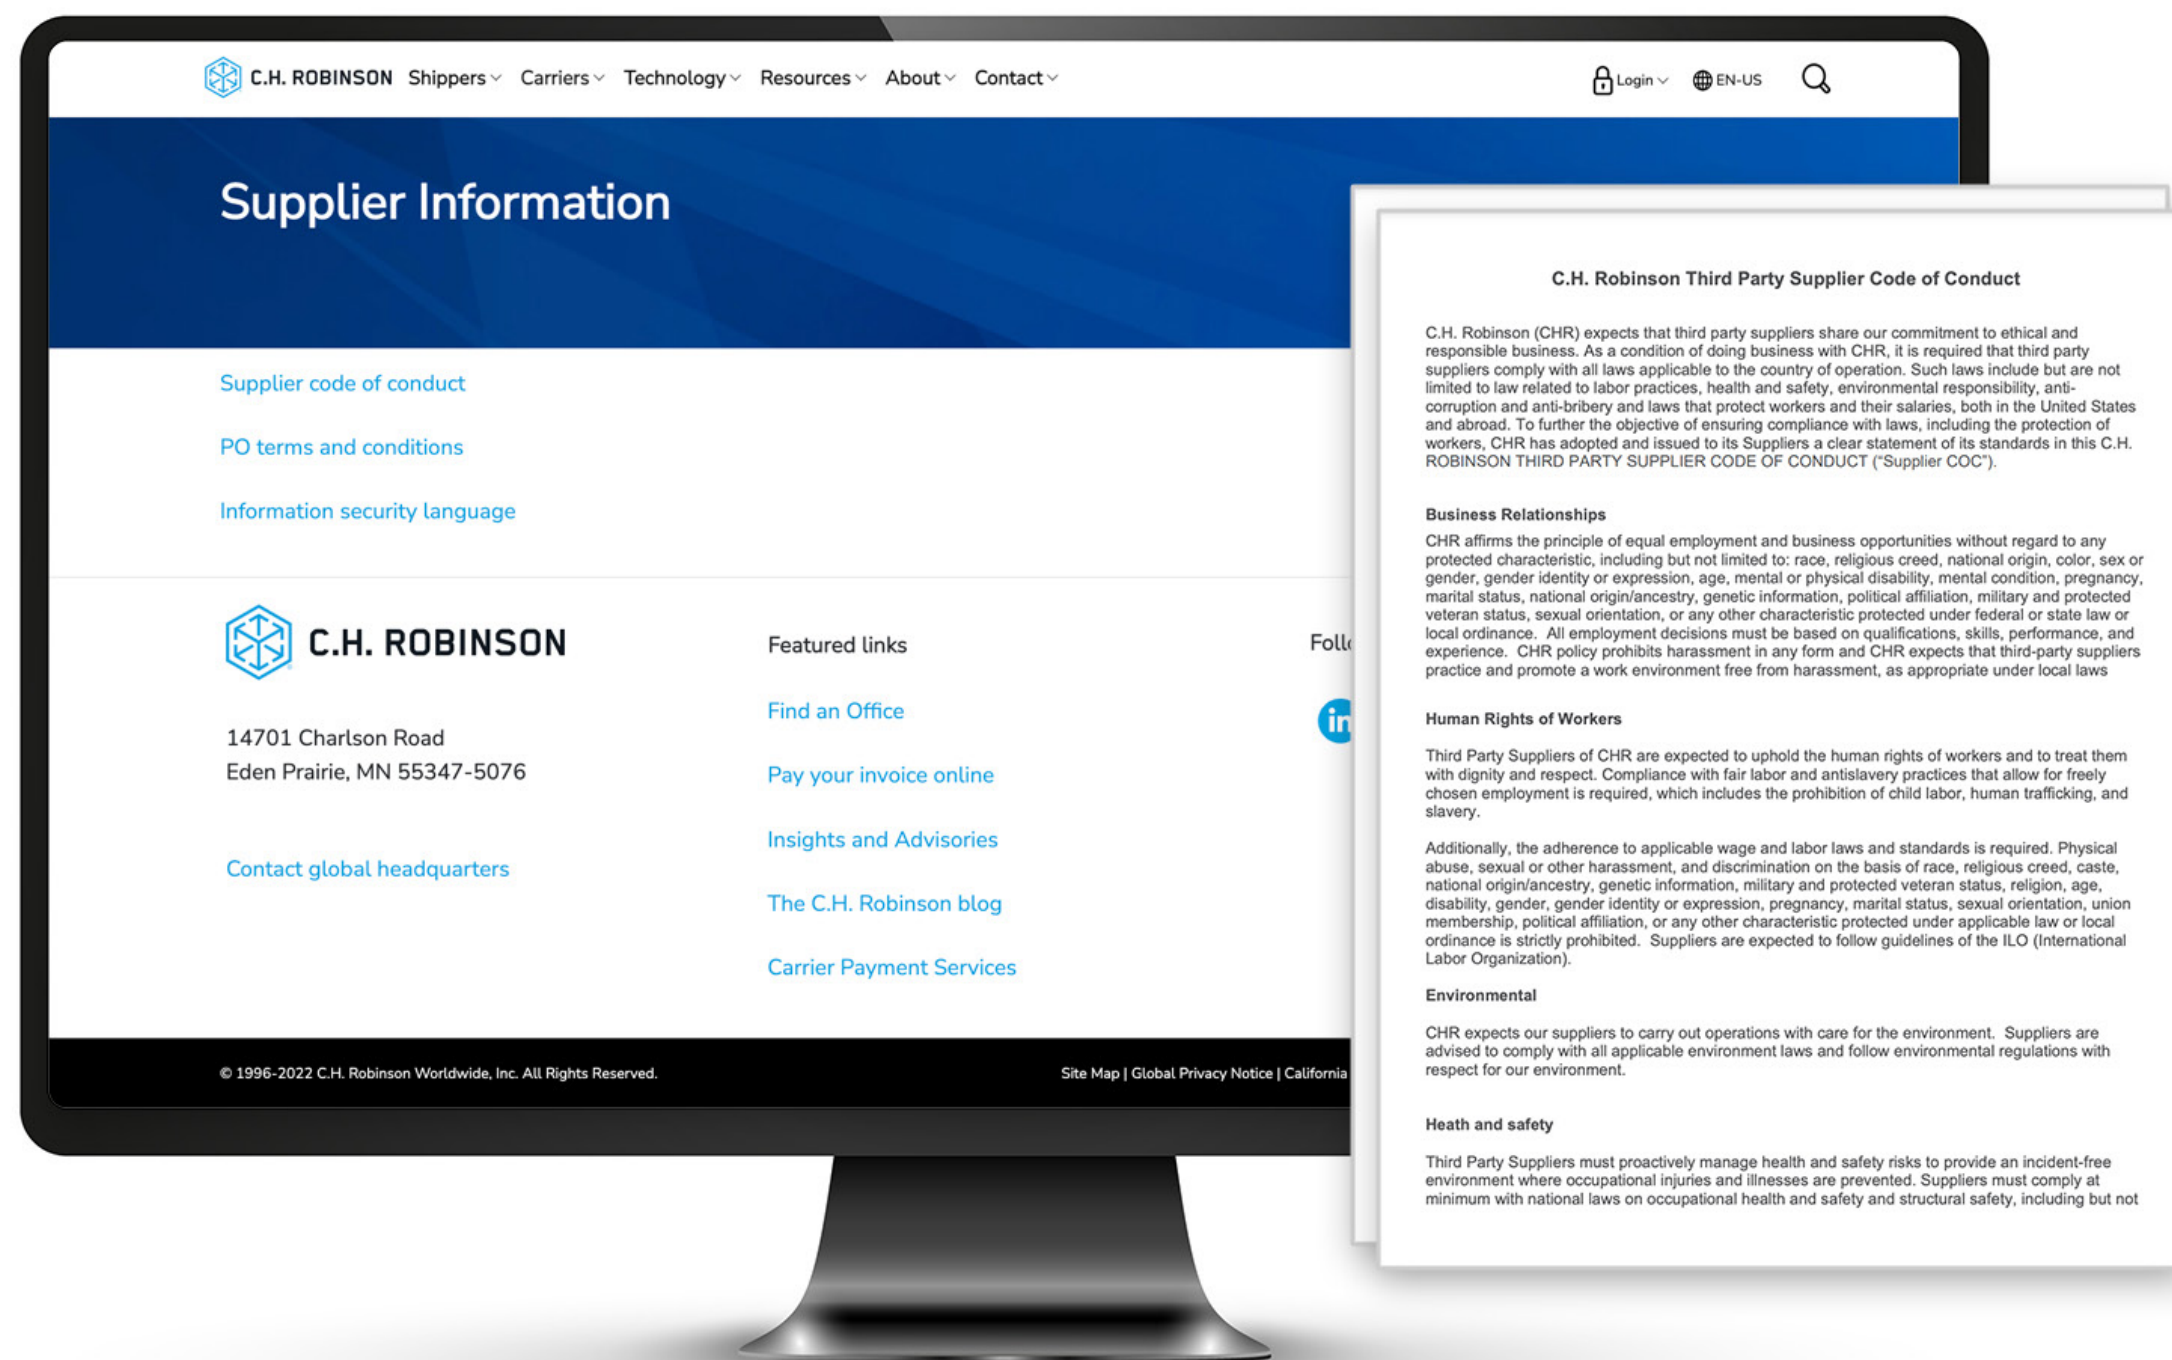 C.H. ROBINSON Shippers Carriers Technology Resources About Contact Login EN-US
Supplier Information
Supplier code of conduct
PO terms and conditions
Information security language
C.H. ROBINSON
14701 Charlson Road
Eden Prairie, MN 55347-5076
Contact global headquarters
Featured links
Find an Office
Pay your invoice online
Insights and Advisories
The C.H. Robinson blog
Carrier Payment Services
in
© 1996-2022 C.H. Robinson Worldwide, Inc. All Rights Reserved.
Site Map | Global Privacy Notice | California
C.H. Robinson Third Party Supplier Code of Conduct
C.H. Robinson (CHR) expects that third party suppliers share our commitment to ethical and
responsible business. As a condition of doing business with CHR, it is required that third party
suppliers comply with all laws applicable to the country of operation. Such laws include but are not
limited to law related to labor practices, health and safety, environmental responsibility, anti-
corruption and anti-bribery and laws that protect workers and their salaries, both in the United States
and abroad. To further the objective of ensuring compliance with laws, including the protection of
workers, CHR has adopted and issued to its Suppliers a clear statement of its standards in this C.H.
ROBINSON THIRD PARTY SUPPLIER CODE OF CONDUCT (“Supplier COC”).
Business Relationships
CHR affirms the principle of equal employment and business opportunities without regard to any
protected characteristic, including but not limited to: race, religious creed, national origin, color, sex or
gender, gender identity or expression, age, mental or physical disability, mental condition, pregnancy,
marital status, national origin/ancestry, genetic information, political affiliation, military and protected
veteran status, sexual orientation, or any other characteristic protected under federal or state law or
local ordinance. All employment decisions must be based on qualifications, skills, performance, and
experience. CHR policy prohibits harassment in any form and CHR expects that third-party suppliers
practice and promote a work environment free from harassment, as appropriate under local laws
Human Rights of Workers
Third Party Suppliers of CHR are expected to uphold the human rights of workers and to treat them
with dignity and respect. Compliance with fair labor and antislavery practices that allow for freely
chosen employment is required, which includes the prohibition of child labor, human trafficking, and
slavery.
Additionally, the adherence to applicable wage and labor laws and standards is required. Physical
abuse, sexual or other harassment, and discrimination on the basis of race, religious creed, caste,
national origin/ancestry, genetic information, military and protected veteran status, religion, age,
disability, gender, gender identity or expression, pregnancy, marital status, sexual orientation, union
membership, political affiliation, or any other characteristic protected under applicable law or local
ordinance is strictly prohibited. Suppliers are expected to follow guidelines of the ILO (International
Labor Organization).
Environmental
CHR expects our suppliers to carry out operations with care for the environment. Suppliers are
advised to comply with all applicable environment laws and follow environmental regulations with
respect for our environment.
Heath and safety
Third Party Suppliers must proactively manage health and safety risks to provide an incident-free
environment where occupational injuries and illnesses are prevented. Suppliers must comply at
minimum with national laws on occupational health and safety and structural safety, including but not